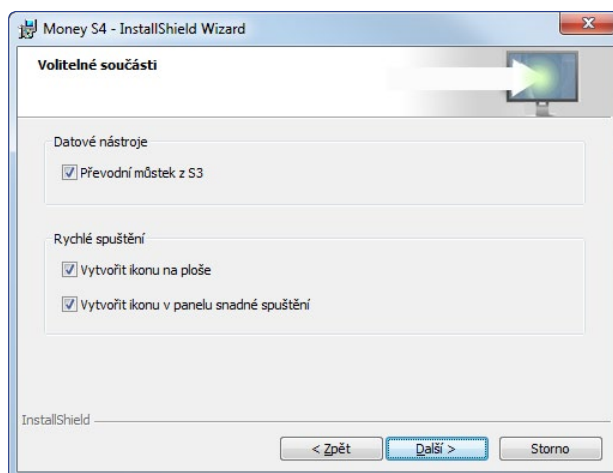 Money S4 - InstallShield Wizard
Volitelné součásti
Datové nástroje
Převodní můstek z S3
Rychlé spuštění
Vytvořit ikonu na ploše
Vytvořit ikonu v panelu snadné spuštění
InstallShield
< Zpět
Další >
Storno